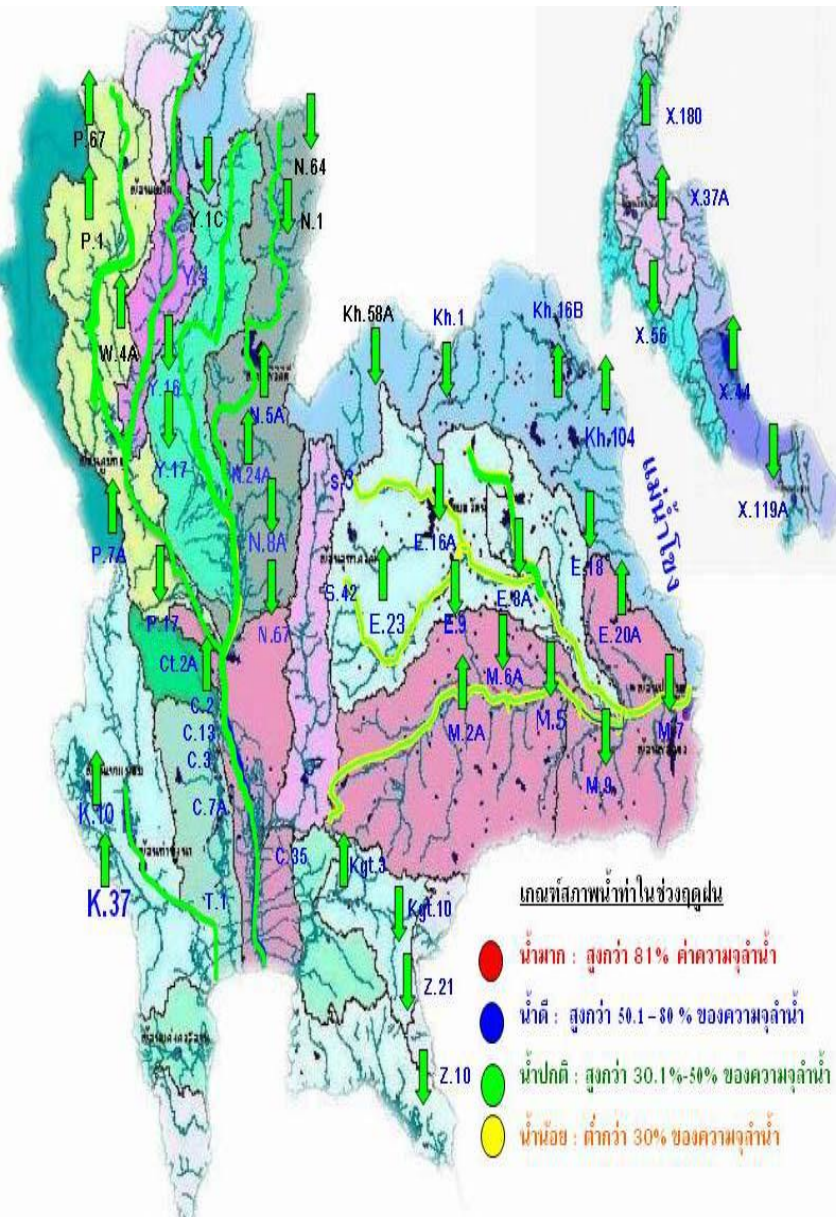 P.67
N.64
X.180
Y.1C
N.1
X.37A
P.1
Y.4
W.4A
Kh.58A
Kh.1
Kh.16B
X.56
Y.16
N.5A
X.44
Kh.104
Y.17
N.24A
s.3
แม่น้ำโขง
X.119A
P.7A
N.8A
E.16A
E.18
S.42
E.8A
P.17
N.67
E.23
E.9
E.20A
Ct.2A
M.6A
C.2
M.2A
M.5
M.7
C.13
C.3
M.9
K.10
C.7A
C.35
Kgt.3
K.37
T.1
Kgt.10
เกณฑ์สภาพน้ำท่าในช่วงฤดูฝน
น้ำมาก : สูงกว่า 81% ค่าความจุลำน้ำ
Z.21
น้ำดี : สูงกว่า 50.1 - 80 % ของความจุลำน้ำ
Z.10
น้ำปกติ : สูงกว่า 30.1%-50% ของความจุลำน้ำ
น้ำน้อย : ต่ำกว่า 30% ของความจุลำน้ำ